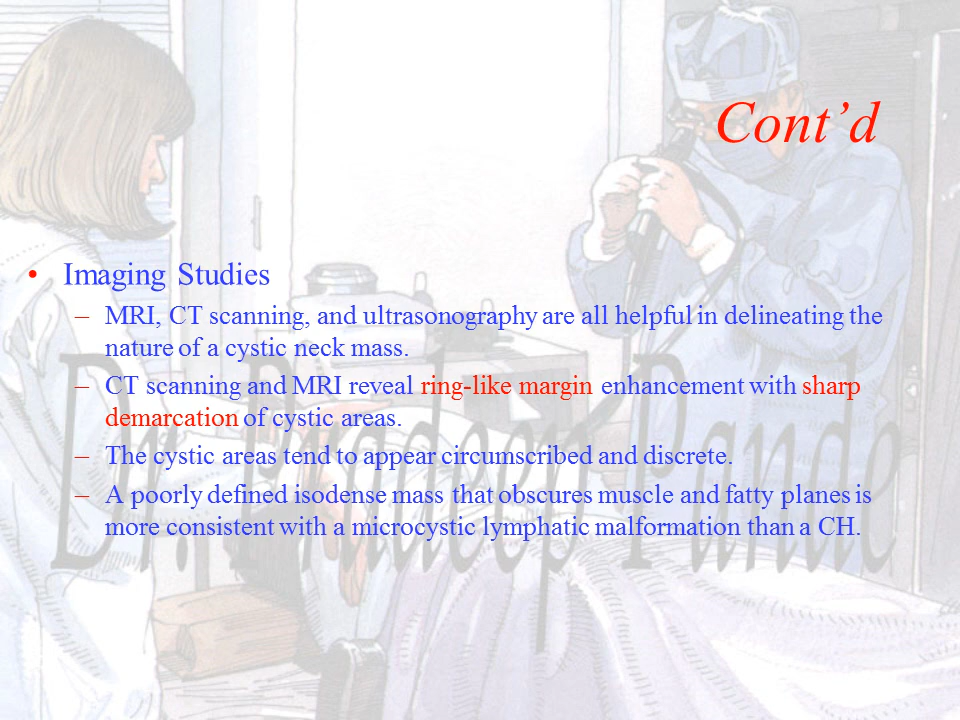 Cont’d
• Imaging Studies
– MRI, CT scanning, and ultrasonography are all helpful in delineating the
nature of a cystic neck mass.
– CT scanning and MRI reveal ring-like margin enhancement with sharp
demarcation of cystic areas.
– The cystic areas tend to appear circumscribed and discrete.
– A poorly defined isodense mass that obscures muscle and fatty planes is
more consistent with a microcystic lymphatic malformation than a CH.
Dr. Pradeep Pande